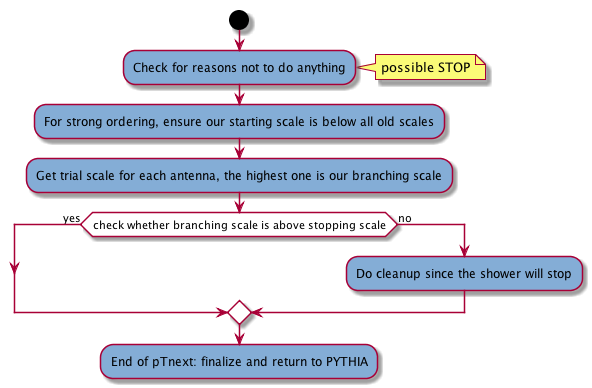 Check for reasons not to do anything
possible STOP
For strong ordering, ensure our starting scale is below all old scales
Get trial scale for each antenna, the highest one is our branching scale
yes
check whether branching scale is above stopping scale
no
Do cleanup since the shower will stop
End of pTnext: finalize and return to PYTHIA